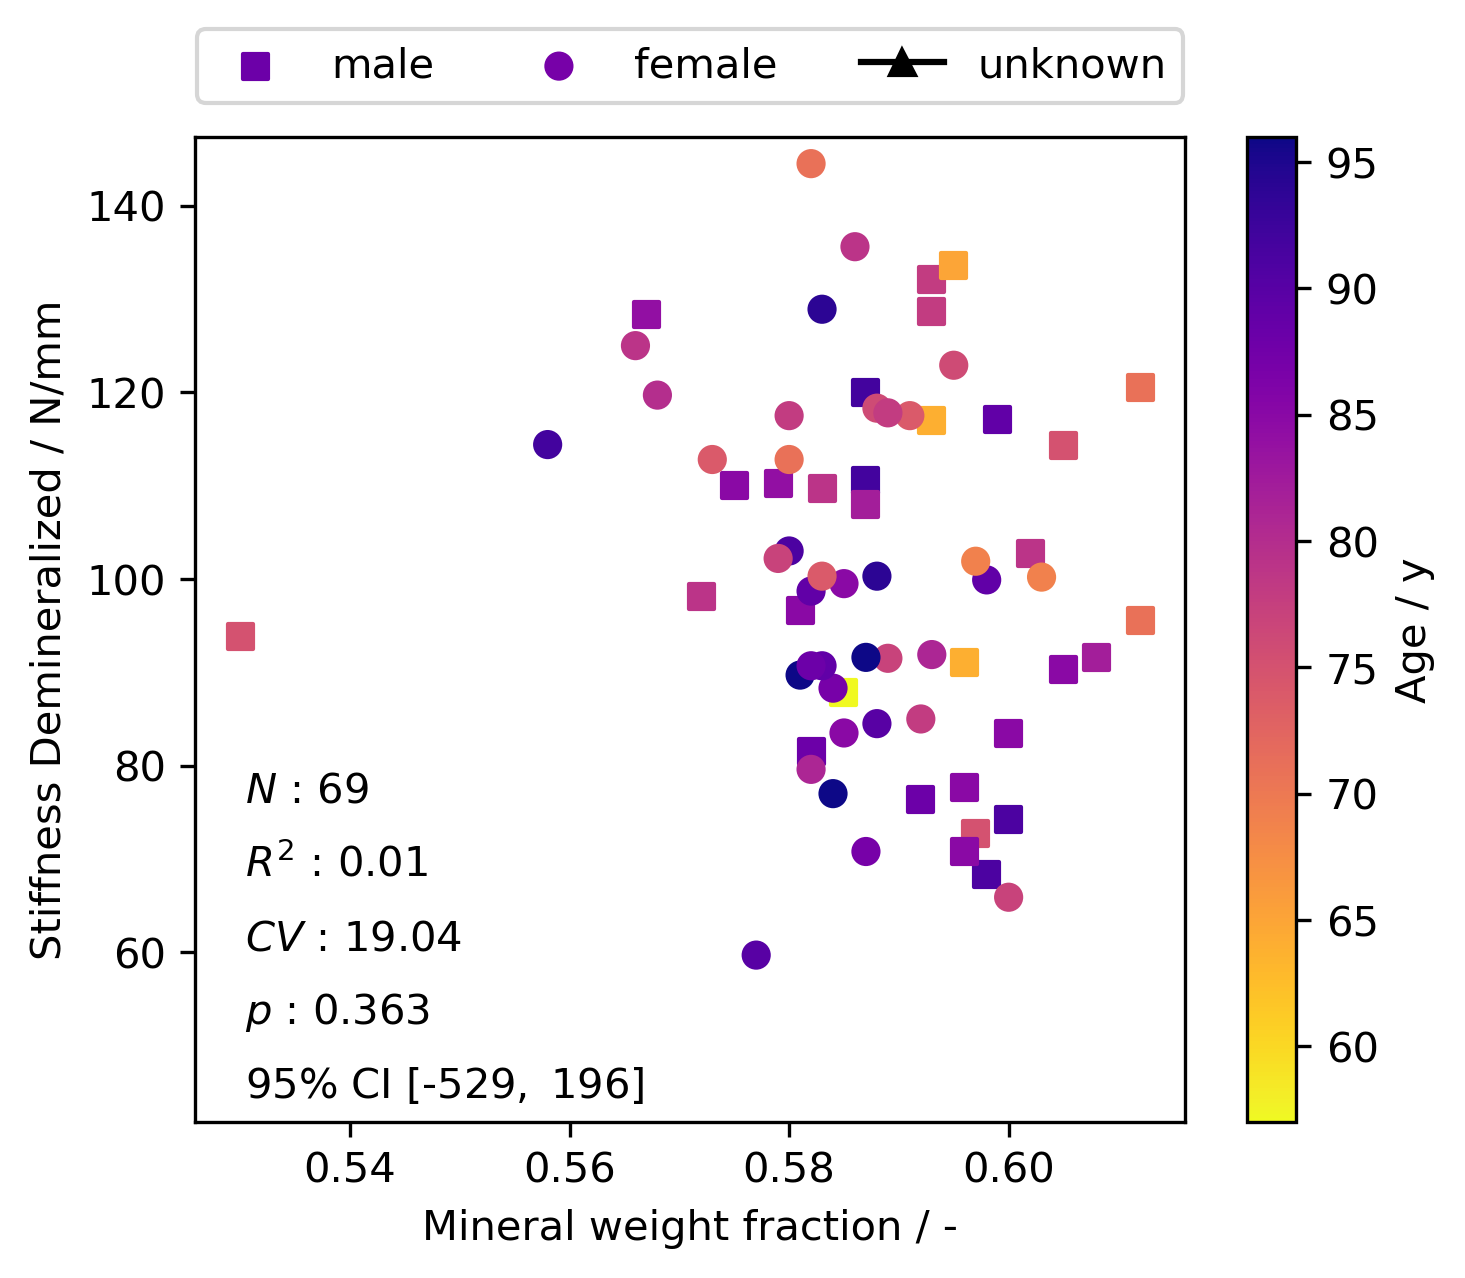 male female unknown
140
120
100
80
60
Stiffness Demineralized / N/mm
N : 69
R² : 0.01
CV : 19.04
p : 0.363
95% CI [-529, 196]
0.54 0.56 0.58 0.60
Mineral weight fraction / -
95
90
85
80
75
70
65
60
Age / y